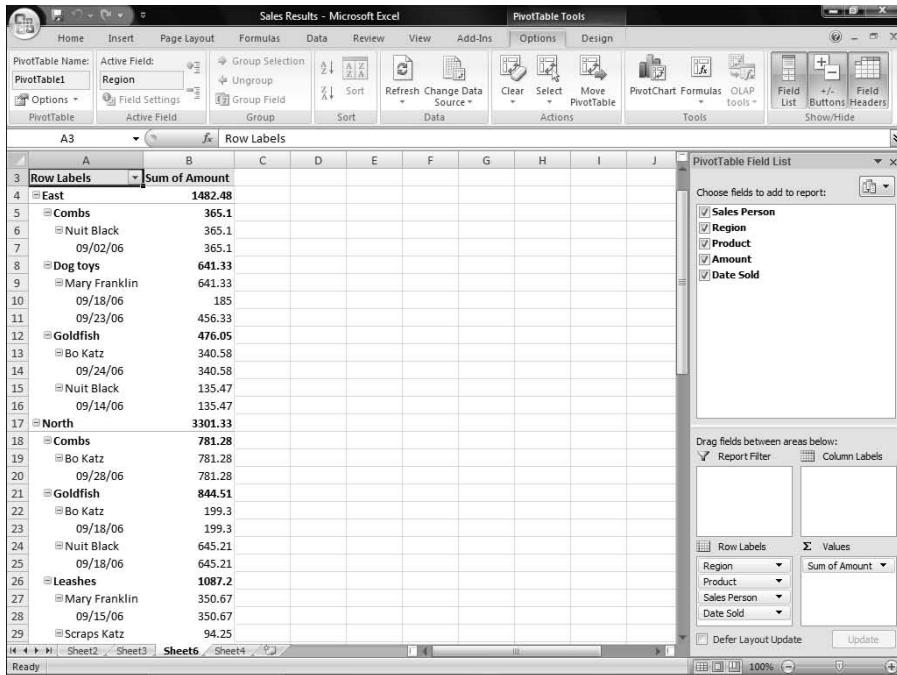 Sales Results - Microsoft Excel
PivotTable Tools
Home Insert Page Layout Formulas Data Review View Add-Ins Options Design
PivotTable Name:
PivotTable1
Options
PivotTable
Active Field:
Region
Field Settings
Active Field
Group Selection
Ungroup
Group Field
Group
Sort
Sort
Refresh
Change Data Source
Data
Clear
Select
Move PivotTable
Actions
PivotChart
Formulas
OLAP tools
Tools
Field List
+/- Buttons
Field Headers
Show/Hide
A3
fx Row Labels
A B C D E F G H I J
3 Row Labels Sum of Amount
4 East 1482.48
5 Combs 365.1
6 Nuit Black 365.1
7 09/02/06 365.1
8 Dog toys 641.33
9 Mary Franklin 641.33
10 09/18/06 185
11 09/23/06 456.33
12 Goldfish 476.05
13 Bo Katz 340.58
14 09/24/06 340.58
15 Nuit Black 135.47
16 09/14/06 135.47
17 North 3301.33
18 Combs 781.28
19 Bo Katz 781.28
20 09/28/06 781.28
21 Goldfish 844.51
22 Bo Katz 199.3
23 09/18/06 199.3
24 Nuit Black 645.21
25 09/18/06 645.21
26 Leashes 1087.2
27 Mary Franklin 350.67
28 09/15/06 350.67
29 Scraps Katz 94.25
PivotTable Field List
Choose fields to add to report:
Sales Person
Region
Product
Amount
Date Sold
Drag fields between areas below:
Report Filter
Column Labels
Row Labels
Σ Values
Region
Product
Sales Person
Date Sold
Sum of Amount
Defer Layout Update
Update
Sheet2 Sheet3 Sheet6 Sheet4
Ready
100%